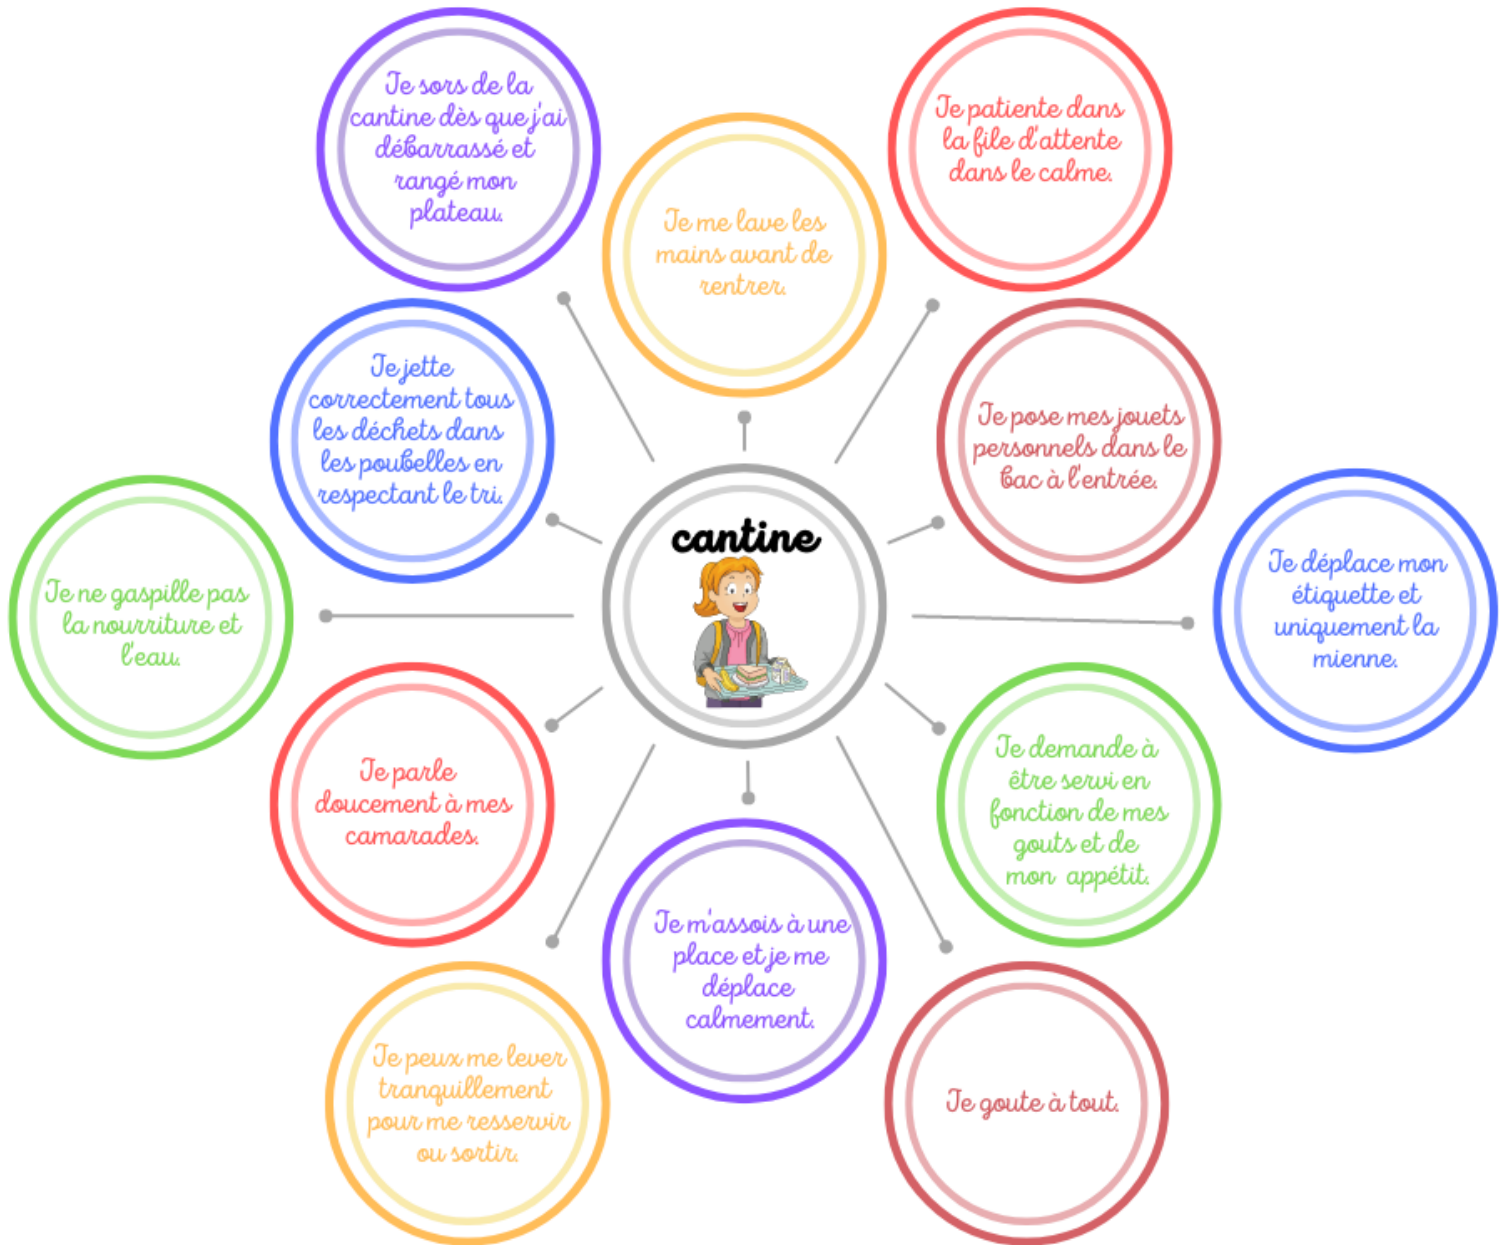 Je sors de la
cantine dès que j'ai
débarrassé et
rangé mon
plateau.
Je me lave les
mains avant de
rentrer.
Je patiente dans
la file d'attente
dans le calme.
Je jette
correctement tous
les déchets dans
les poubelles en
respectant le tri.
Je pose mes jouets
personnels dans le
bac à l'entrée.
Je ne gaspille pas
la nourriture et
l'eau.
cantine
Je déplace mon
étiquette et
uniquement la
mienne.
Je parle
doucement à mes
camarades.
Je demande à
être servi en
fonction de mes
gouts et de
mon appétit.
Je m'assois à une
place et je me
déplace
calmement.
Je peux me lever
tranquillement
pour me resservir
ou sortir.
Je goute à tout.